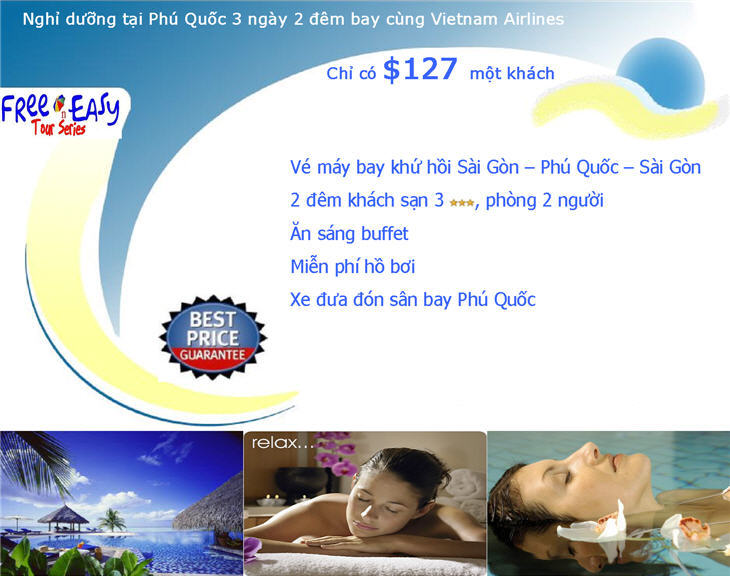 Nghỉ dưỡng tại Phú Quốc 3 ngày 2 đêm bay cùng Vietnam Airlines
Chỉ có $127 một khách
FREE n EASY
Tour Series
Vé máy bay khứ hồi Sài Gòn – Phú Quốc – Sài Gòn
2 đêm khách sạn 3 ***, phòng 2 người
Ăn sáng buffet
Miễn phí hồ bơi
Xe đưa đón sân bay Phú Quốc
BEST
PRICE
GUARANTEE
relax...